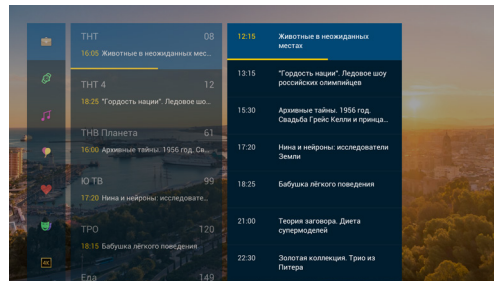 ТНТ 08
16:05 Животные в неожиданных мес...
ТНТ 4 12
18:25 "Гордость нации". Ледовое шо...
ТНВ Планета 61
16:00 Архивные тайны. 1956 год. Св...
Ю ТВ 99
17:20 Нина и нейроны: исследовате...
ТРО 120
18:15 Бабушка лёгкого поведения
Еда 149
4K
12:15 Животные в неожиданных
местах
13:15 "Гордость нации". Ледовое шоу
российских олимпийцев
15:30 Архивные тайны. 1956 год.
Свадьба Грейс Келли и принца...
17:20 Нина и нейроны: исследователи
Земли
18:25 Бабушка лёгкого поведения
21:00 Теория заговора. Диета
супермоделей
22:30 Золотая коллекция. Трио из
Питера